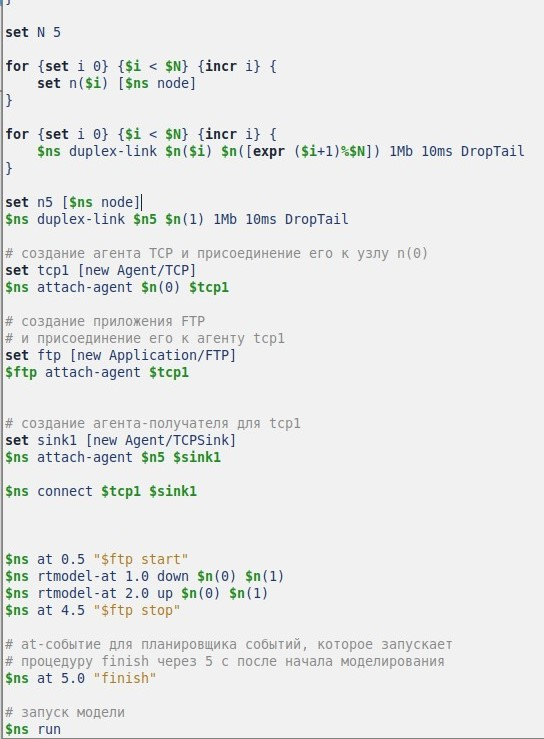 }
set N 5
for {set i 0} {$i < $N} {incr i} {
set n($i) [$ns node]
}
for {set i 0} {$i < $N} {incr i} {
$ns duplex-link $n($i) $n([expr ($i+1)%$N]) 1Mb 10ms DropTail
}
set n5 [$ns node]
$ns duplex-link $n5 $n(1) 1Mb 10ms DropTail
# создание агента TCP и присоединение его к узлу n(0)
set tcp1 [new Agent/TCP]
$ns attach-agent $n(0) $tcp1
# создание приложения FTP
# и присоединение его к агенту tcp1
set ftp [new Application/FTP]
$ftp attach-agent $tcp1
# создание агента-получателя для tcp1
set sink1 [new Agent/TCPSink]
$ns attach-agent $n5 $sink1
$ns connect $tcp1 $sink1
$ns at 0.5 "$ftp start"
$ns rtmodel-at 1.0 down $n(0) $n(1)
$ns rtmodel-at 2.0 up $n(0) $n(1)
$ns at 4.5 "$ftp stop"
# at-событие для планировщика событий, которое запускает
# процедуру finish через 5 с после начала моделирования
$ns at 5.0 "finish"
# запуск модели
$ns run